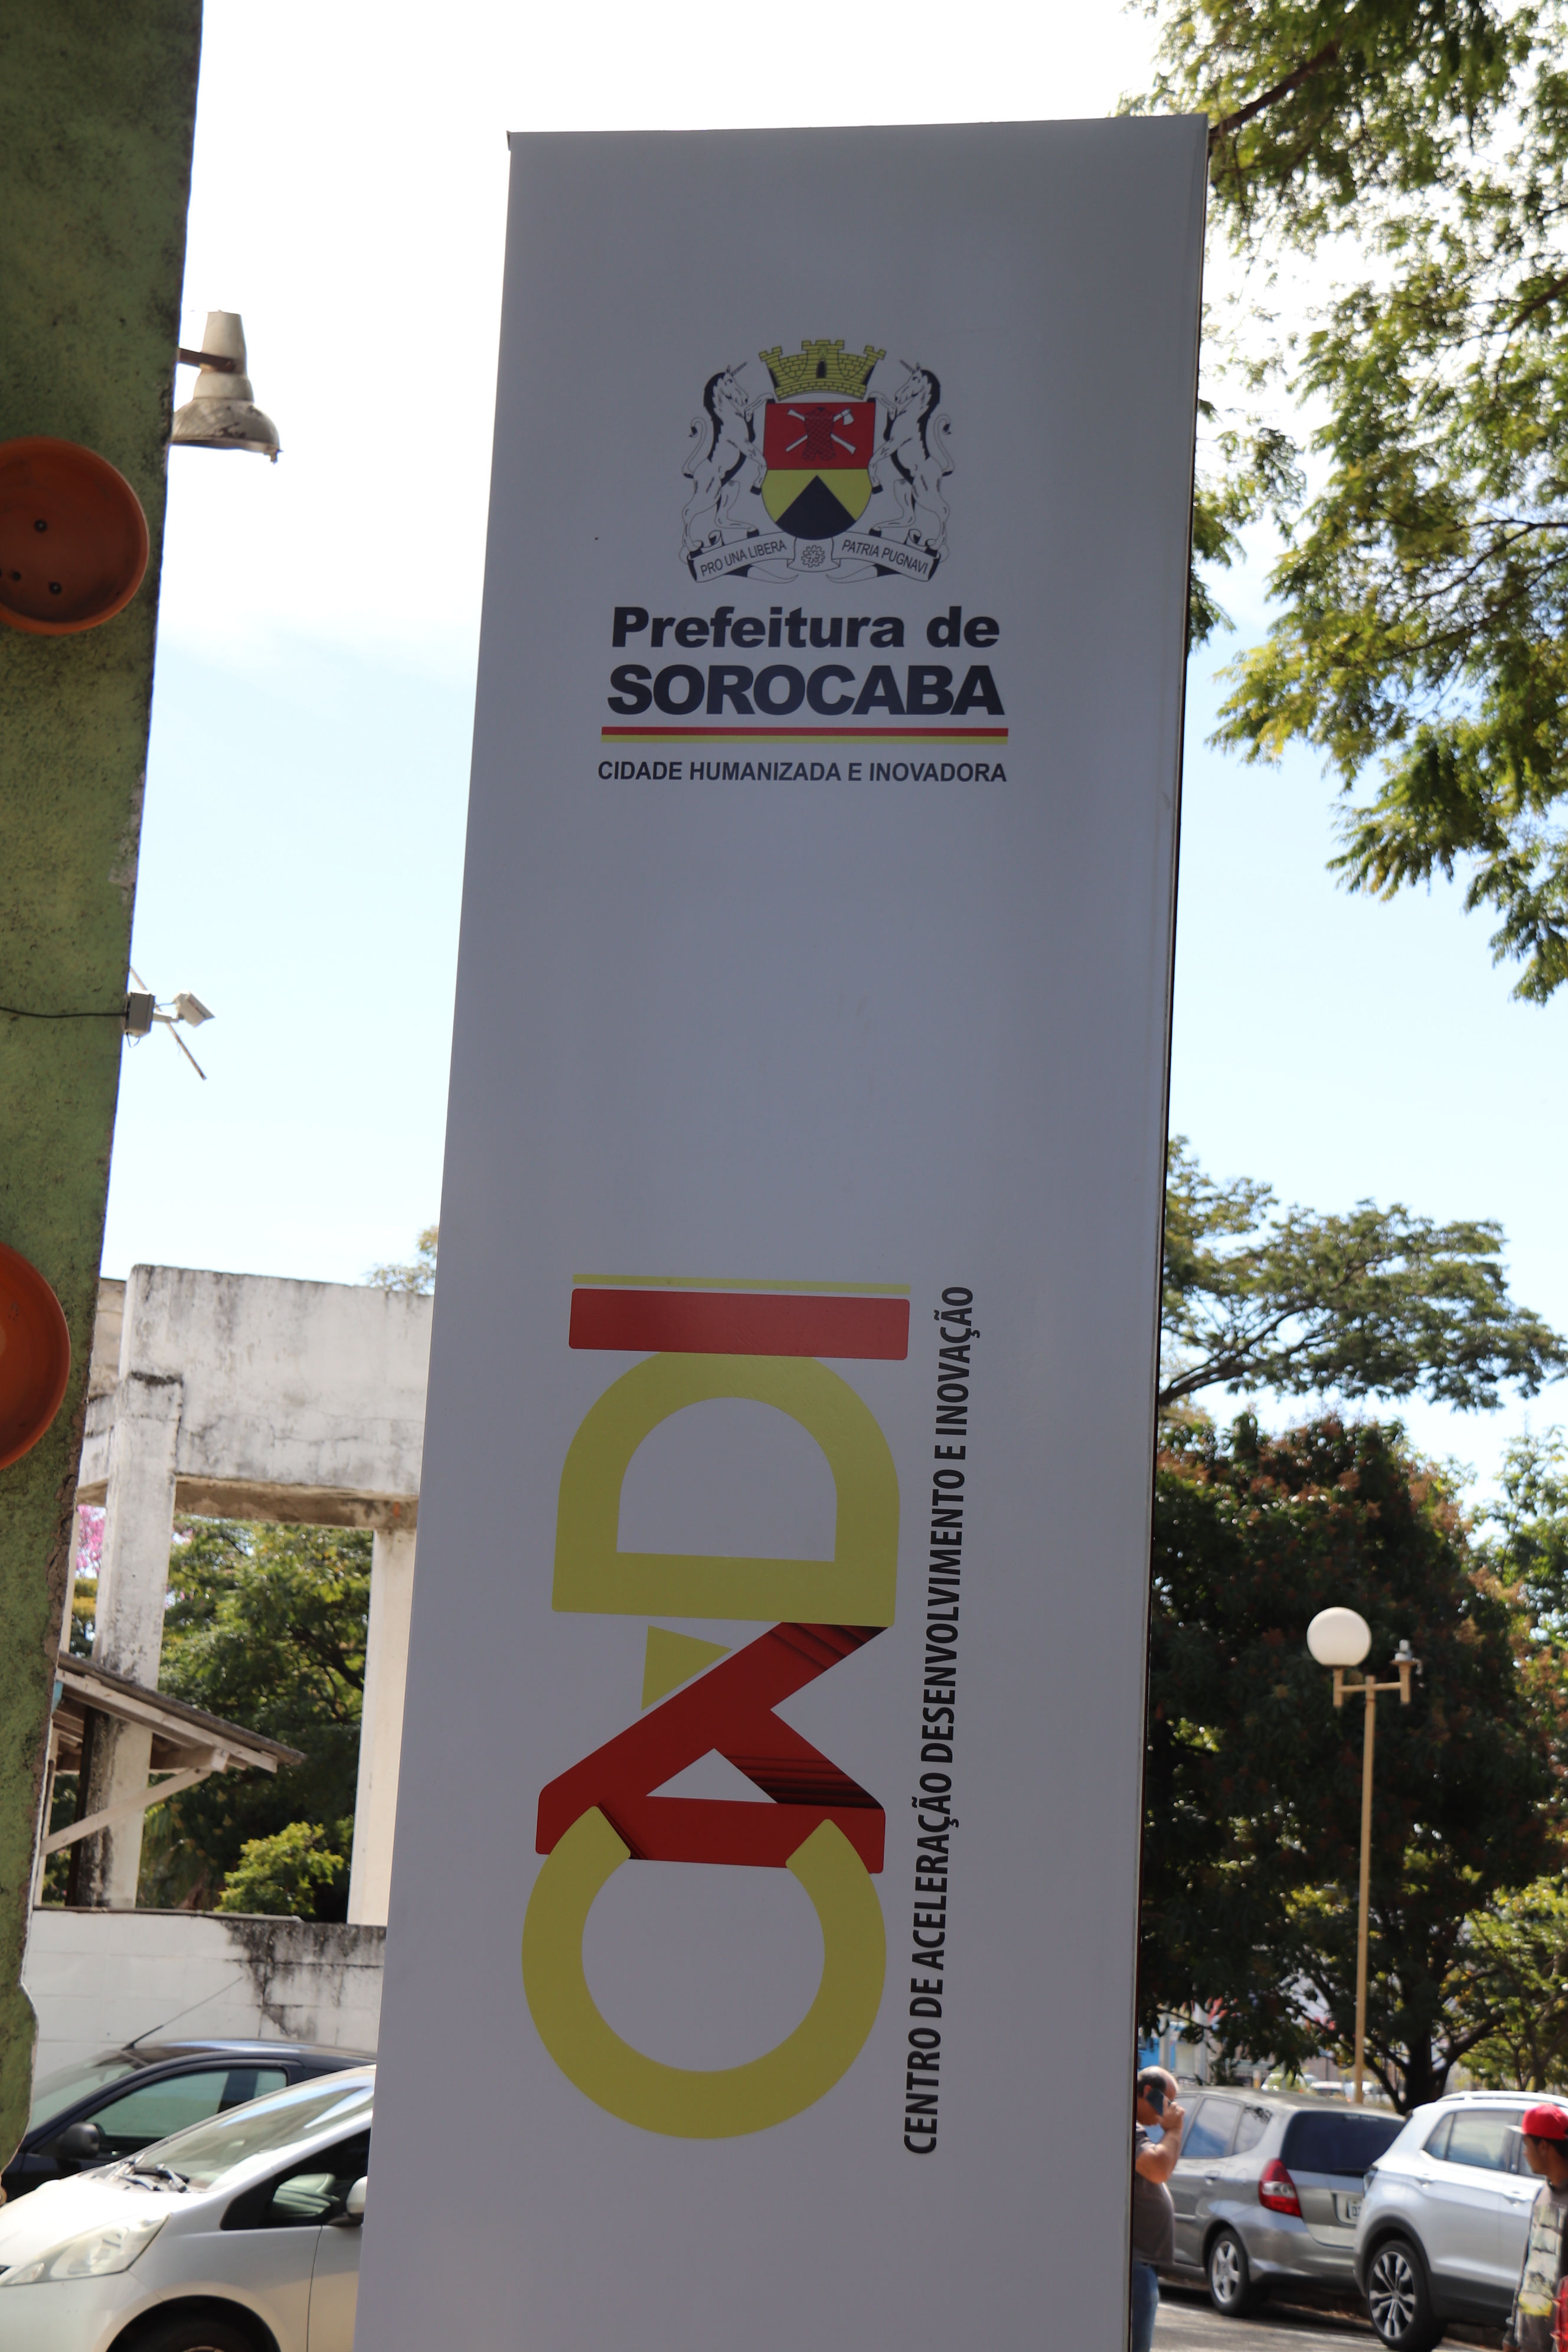 PRO UNA LIBERA PATRIA PUGNAVI
Prefeitura de
SOROCABA
CIDADE HUMANIZADA E INOVADORA
CADI
CENTRO DE ACELERAÇÃO DESENVOLVIMENTO E INOVAÇÃO